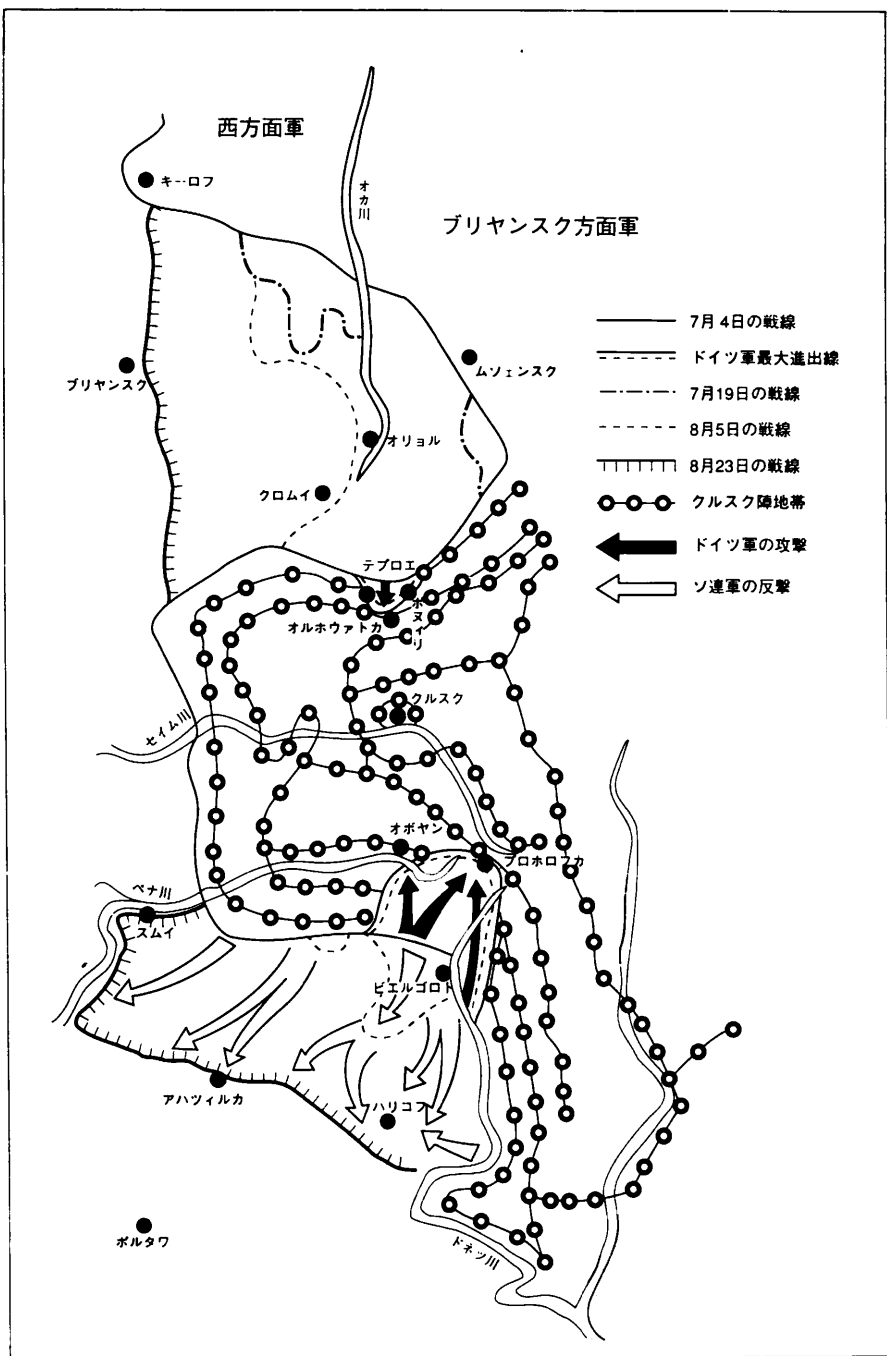 西方面軍
キーロフ
オカ川
ブリヤンスク方面軍
7月4日の戦線
ドイツ軍最大進出線
7月19日の戦線
8月5日の戦線
8月23日の戦線
クルスク陣地帯
ドイツ軍の攻撃
ソ連軍の反撃
ムツェンスク
ブリヤンスク
オリョル
クロムイ
テプロエ
ポヌイリ
オルホヴァトカ
クルスク
セイム川
オボヤン
プロホロフカ
ペナ川
スムイ
ビエルゴロト
アハツィルカ
ハリコフ
ポルタワ
ドネツ川